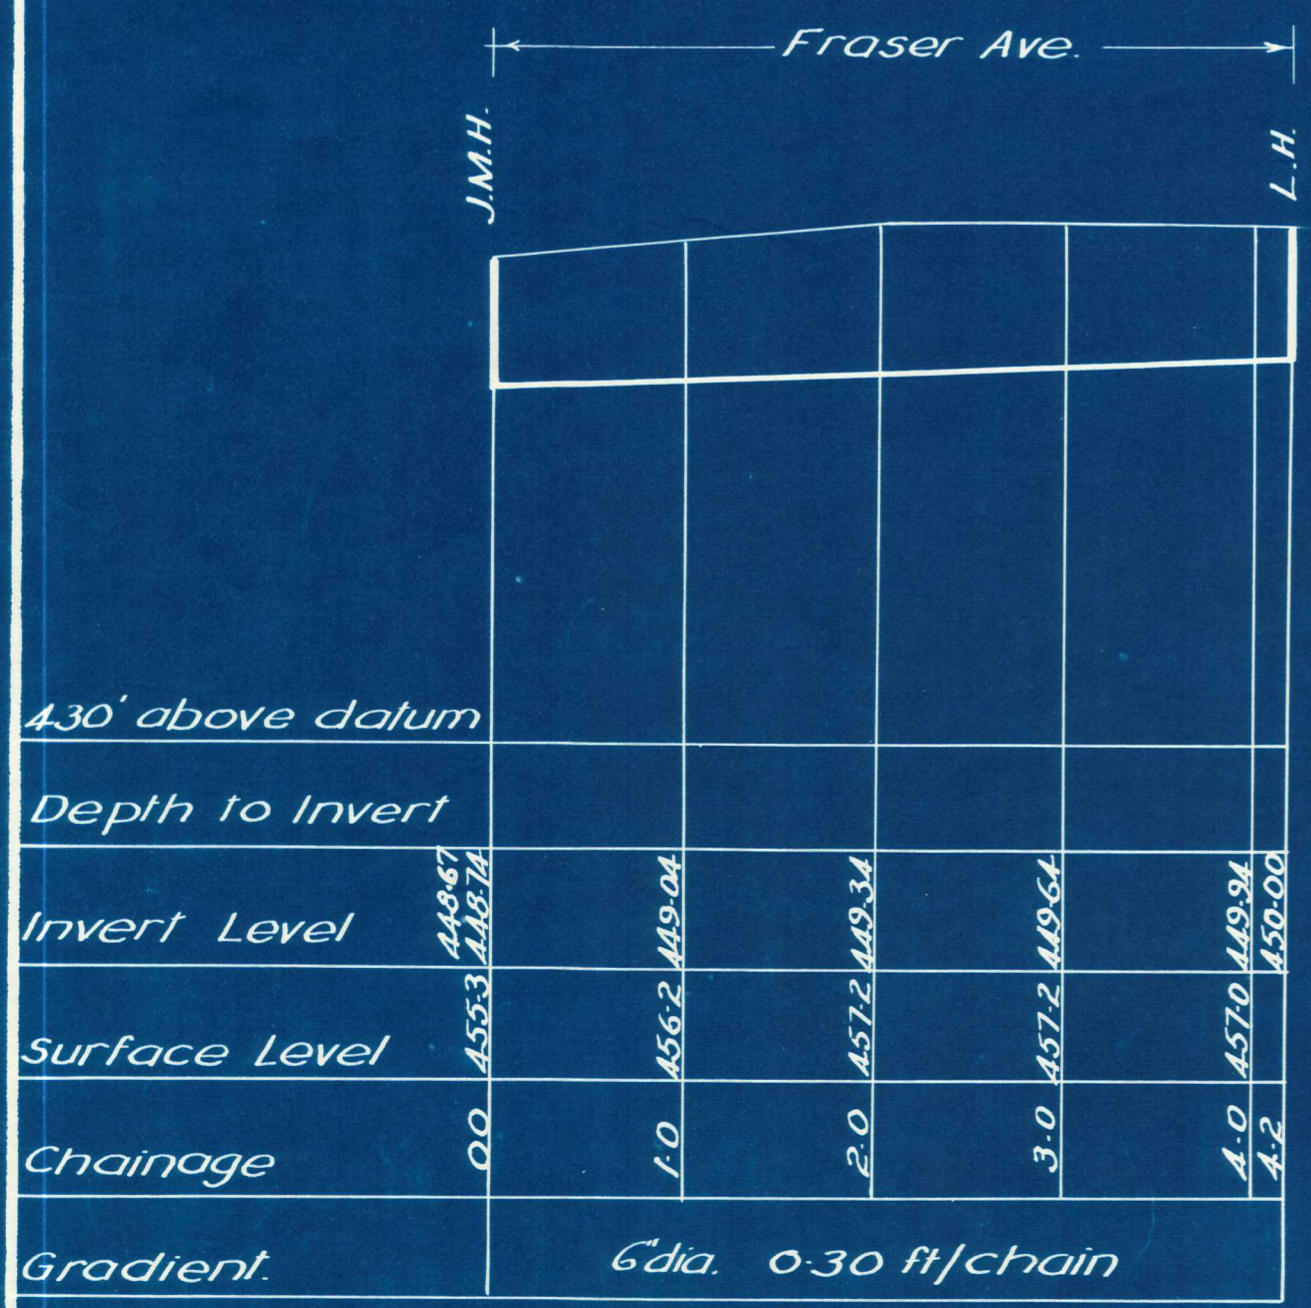 Fraser Ave.
J.M.H.
L.H.
430' above datum
Depth to Invert
Invert Level 448·67 448·74 449·04 449·34 449·64 449·94 450·00
Surface Level 455·3 456·2 457·2 457·2 457·0
Chainage 00 1·0 2·0 3·0 4·0 4·2
Gradient. 6"dia. 0·30 ft/chain